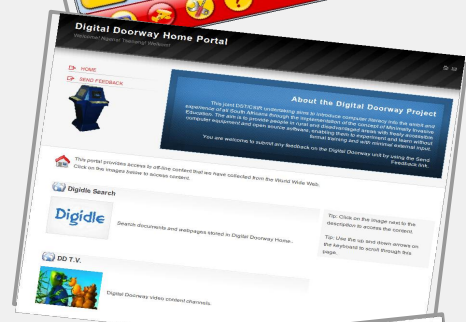 ?
Digital Doorway Home Portal
Welcome! Ngiyak' Welcome!
HOME
SEND FEEDBACK
About the Digital Doorway Project
This joint DST/CSIR undertaking aims to introduce computer literacy into the
experience of all South Africans through the implementation of the concept of Minimally Invasive
Education. The aim is to provide people in rural and disadvantaged areas with freely accessible
computer equipment and open source software, enabling them to experiment and learn without
formal training and with minimal external input.
You are welcome to submit any feedback on the Digital Doorway unit by using the Send
Feedback link.
This portal provides access to off-line content that we have collected from the World Wide Web.
Click on the images below to access content.
Digidle Search
Digidle
Search documents and webpages stored in Digital Doorway Home.
Tip: Click on the image next to the
description to access the content.
Tip: Use the up and down arrows on
the keyboard to scroll through this
page.
DD T.V.
Digital Doorway video content channels.